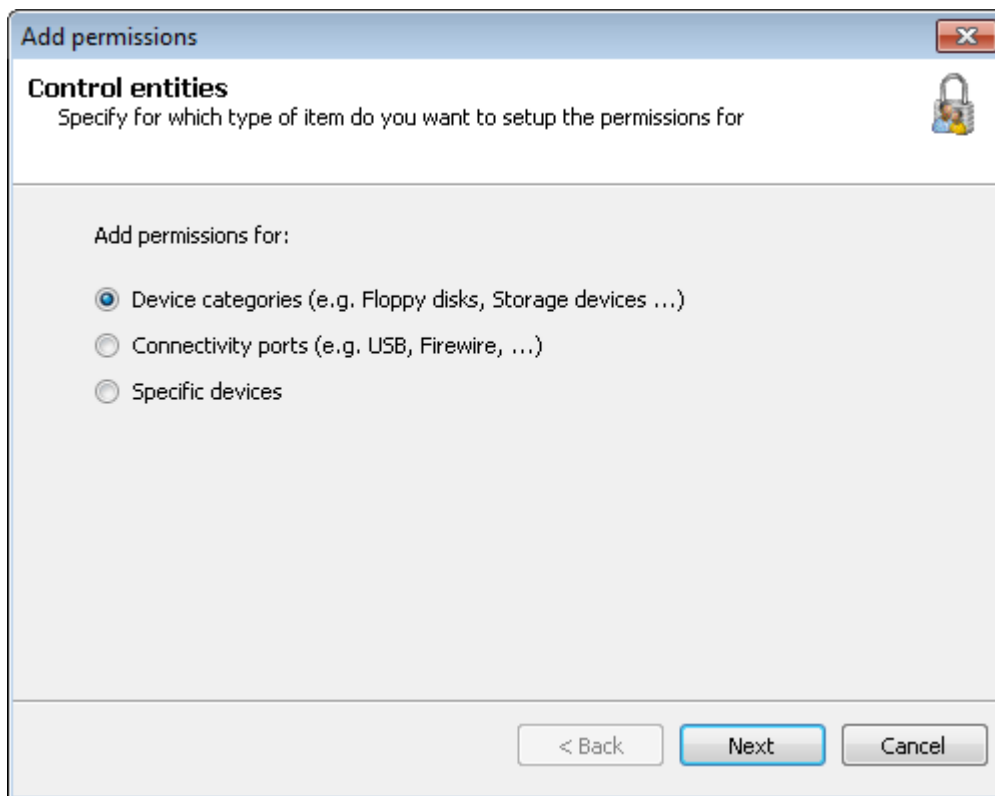 Add permissions
Control entities
Specify for which type of item do you want to setup the permissions for
Add permissions for:
Device categories (e.g. Floppy disks, Storage devices ...)
Connectivity ports (e.g. USB, Firewire, ...)
Specific devices
< Back Next Cancel